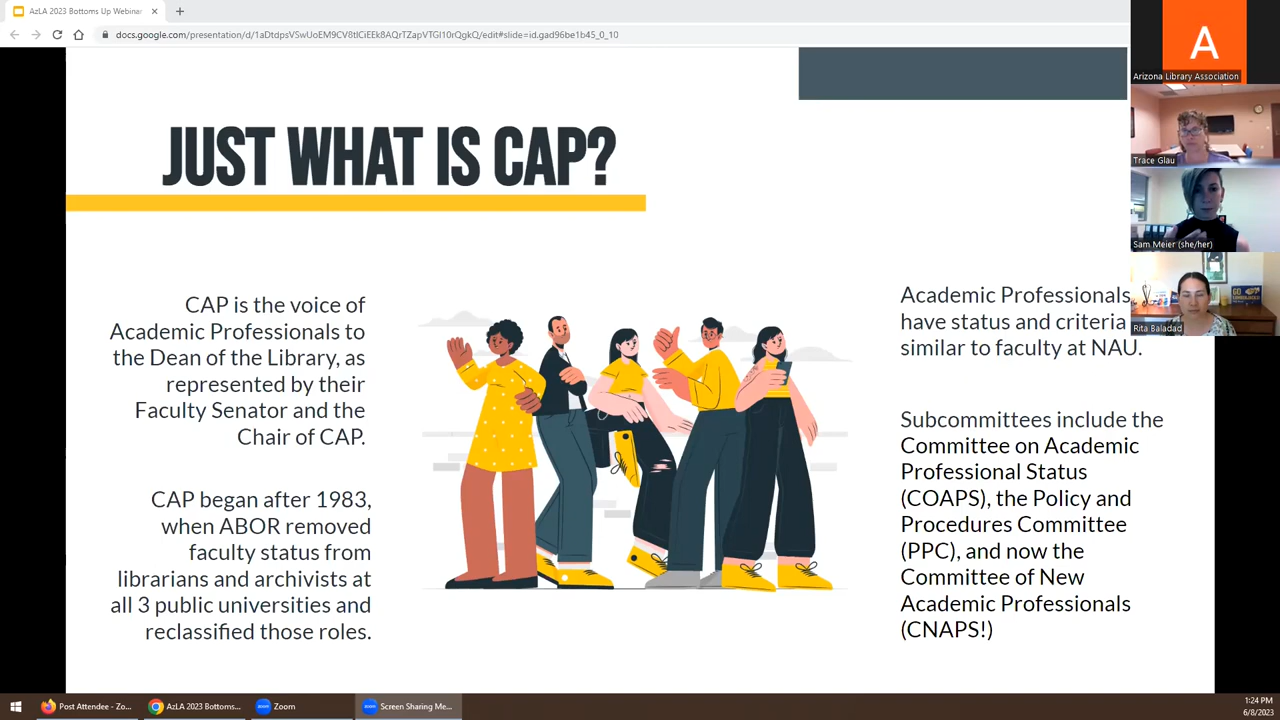 AzLA 2023 Bottoms Up Webinar
docs.google.com/presentation/d/1aDtdpsVSwUoEM9CV8tlCiEEk8AQrTZapVTGl10rQgkQ/edit#slide=id.gad96be1b45_0_10
JUST WHAT IS CAP?
CAP is the voice of
Academic Professionals to
the Dean of the Library, as
represented by their
Faculty Senator and the
Chair of CAP.
CAP began after 1983,
when ABOR removed
faculty status from
librarians and archivists at
all 3 public universities and
reclassified those roles.
Academic Professionals
have status and criteria
similar to faculty at NAU.
Subcommittees include the
Committee on Academic
Professional Status
(COAPS), the Policy and
Procedures Committee
(PPC), and now the
Committee of New
Academic Professionals
(CNAPS!)
A
Arizona Library Association
Trace Glau
Sam Meier (she/her)
Rita Baladad
Post Attendee - Zo...
AzLA 2023 Bottoms...
Zoom
Screen Sharing Me...
1:24 PM
6/8/2023